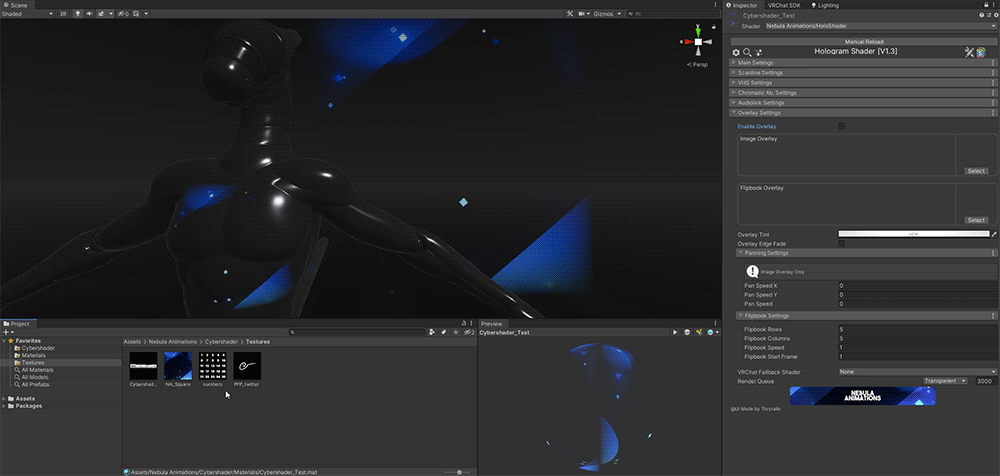 Scene
Shaded
2D
Gizmos
All
y
x
Persp
Project
Favorites
Cybershader
Materials
Textures
All Materials
All Models
All Prefabs
Assets
Packages
Assets > Nebula Animations > Cybershader > Textures
Cybershad...
NA_Square
numbers
PFP_twitter
Assets/Nebula Animations/Cybershader/Materials/Cybershader_Test.mat
Preview
Cybershader_Test
Inspector
VRChat SDK
Lighting
Cybershader_Test
Shader
Nebula Animations/HoloShader
Manual Reload
Hologram Shader [V1.3]
Main Settings
Scanline Settings
VHS Settings
Chromatic Ab. Settings
Audiolink Settings
Overlay Settings
Enable Overlay
Image Overlay
Select
Flipbook Overlay
Select
Overlay Tint
HDR
Overlay Edge Fade
Panning Settings
Image Overlay Only
Pan Speed X 0
Pan Speed Y 0
Pan Speed 0
Flipbook Settings
Flipbook Rows 5
Flipbook Columns 5
Flipbook Speed 1
Flipbook Start Frame 1
VRChat Fallback Shader None
Render Queue Transparent 3000
NEBULA
ANIMATIONS
@UI Made by Thryrallo